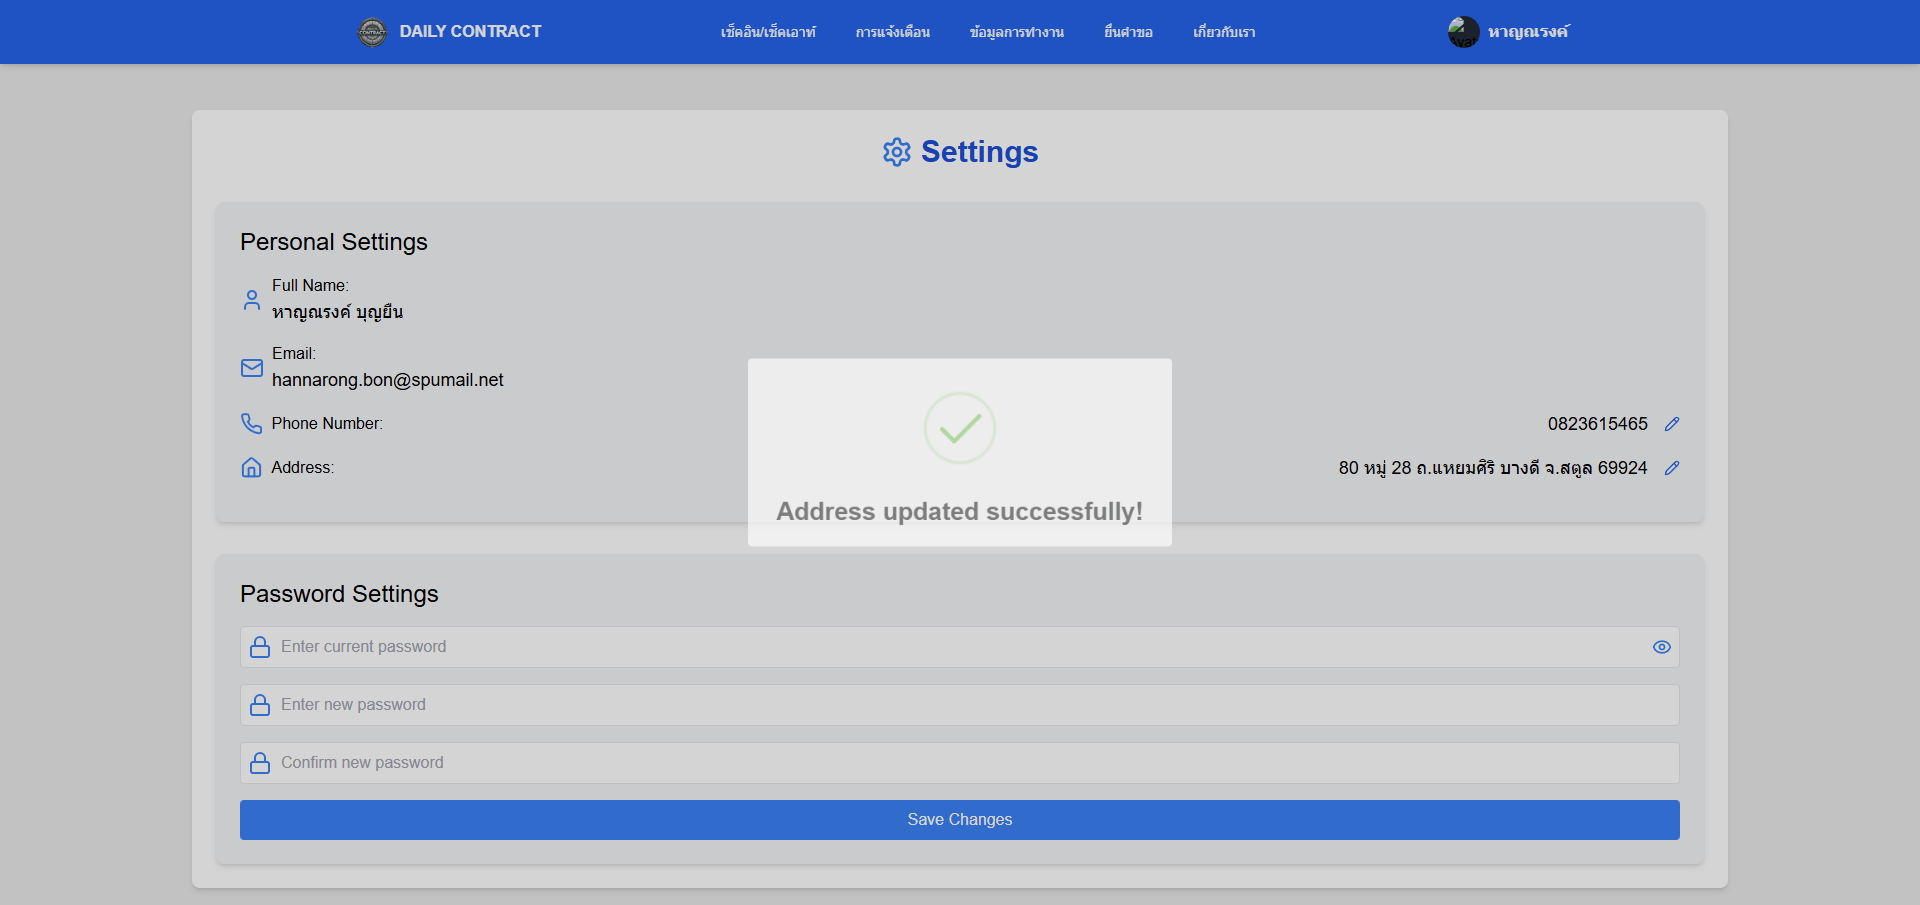 DAILY CONTRACT
เช็คอิน/เช็คเอาท์
การแจ้งเตือน
ข้อมูลการทำงาน
ยื่นคำขอ
เกี่ยวกับเรา
หาญณรงค์
Settings
Personal Settings
Full Name:
หาญณรงค์ บุญยืน
Email:
hannarong.bon@spumail.net
Phone Number:
0823615465
Address:
80 หมู่ 28 ถ.แหยมศิริ บางดี จ.สตูล 69924
Address updated successfully!
Password Settings
Enter current password
Enter new password
Confirm new password
Save Changes